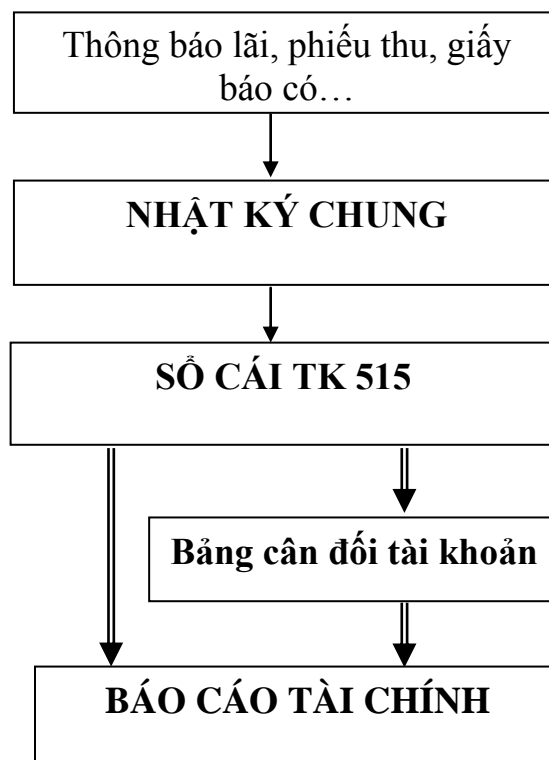 Thông báo lãi, phiếu thu, giấy
báo có…
NHẬT KÝ CHUNG
SỔ CÁI TK 515
Bảng cân đối tài khoản
BÁO CÁO TÀI CHÍNH